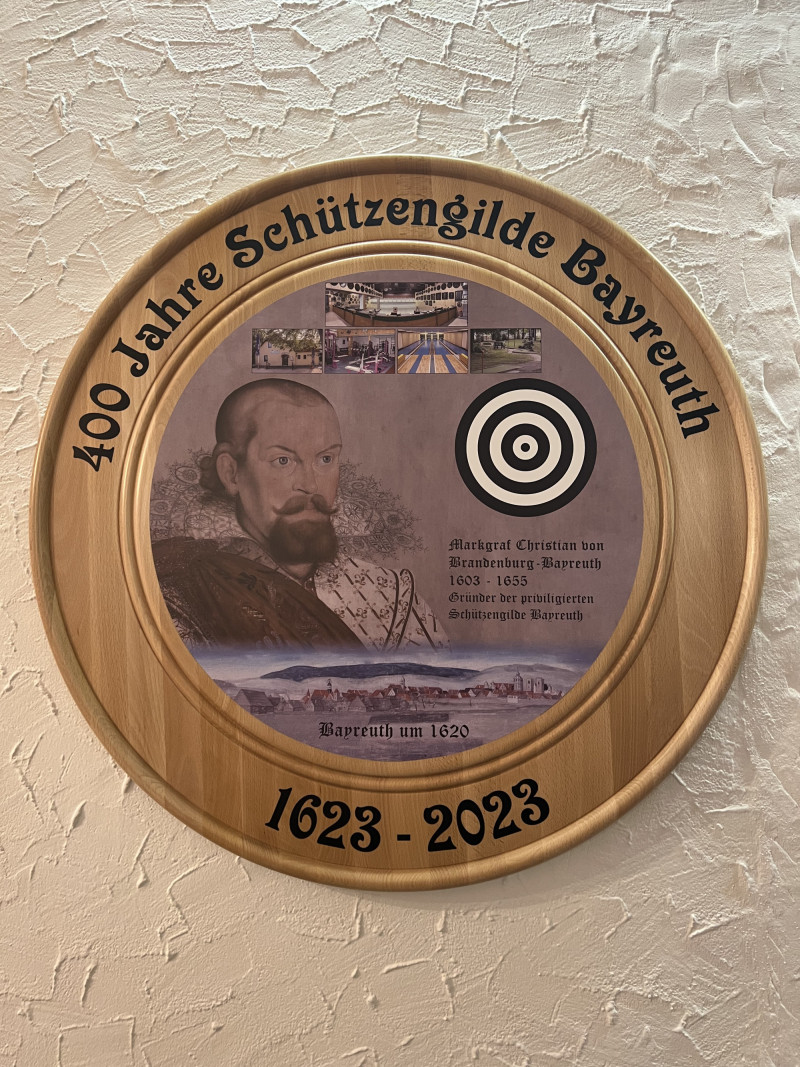 400 Jahre Schützengilde Bayreuth
Markgraf Christian von
Brandenburg-Bayreuth
1603 - 1655
Gründer der priviligierten
Schützengilde Bayreuth
Bayreuth um 1620
1623 - 2023